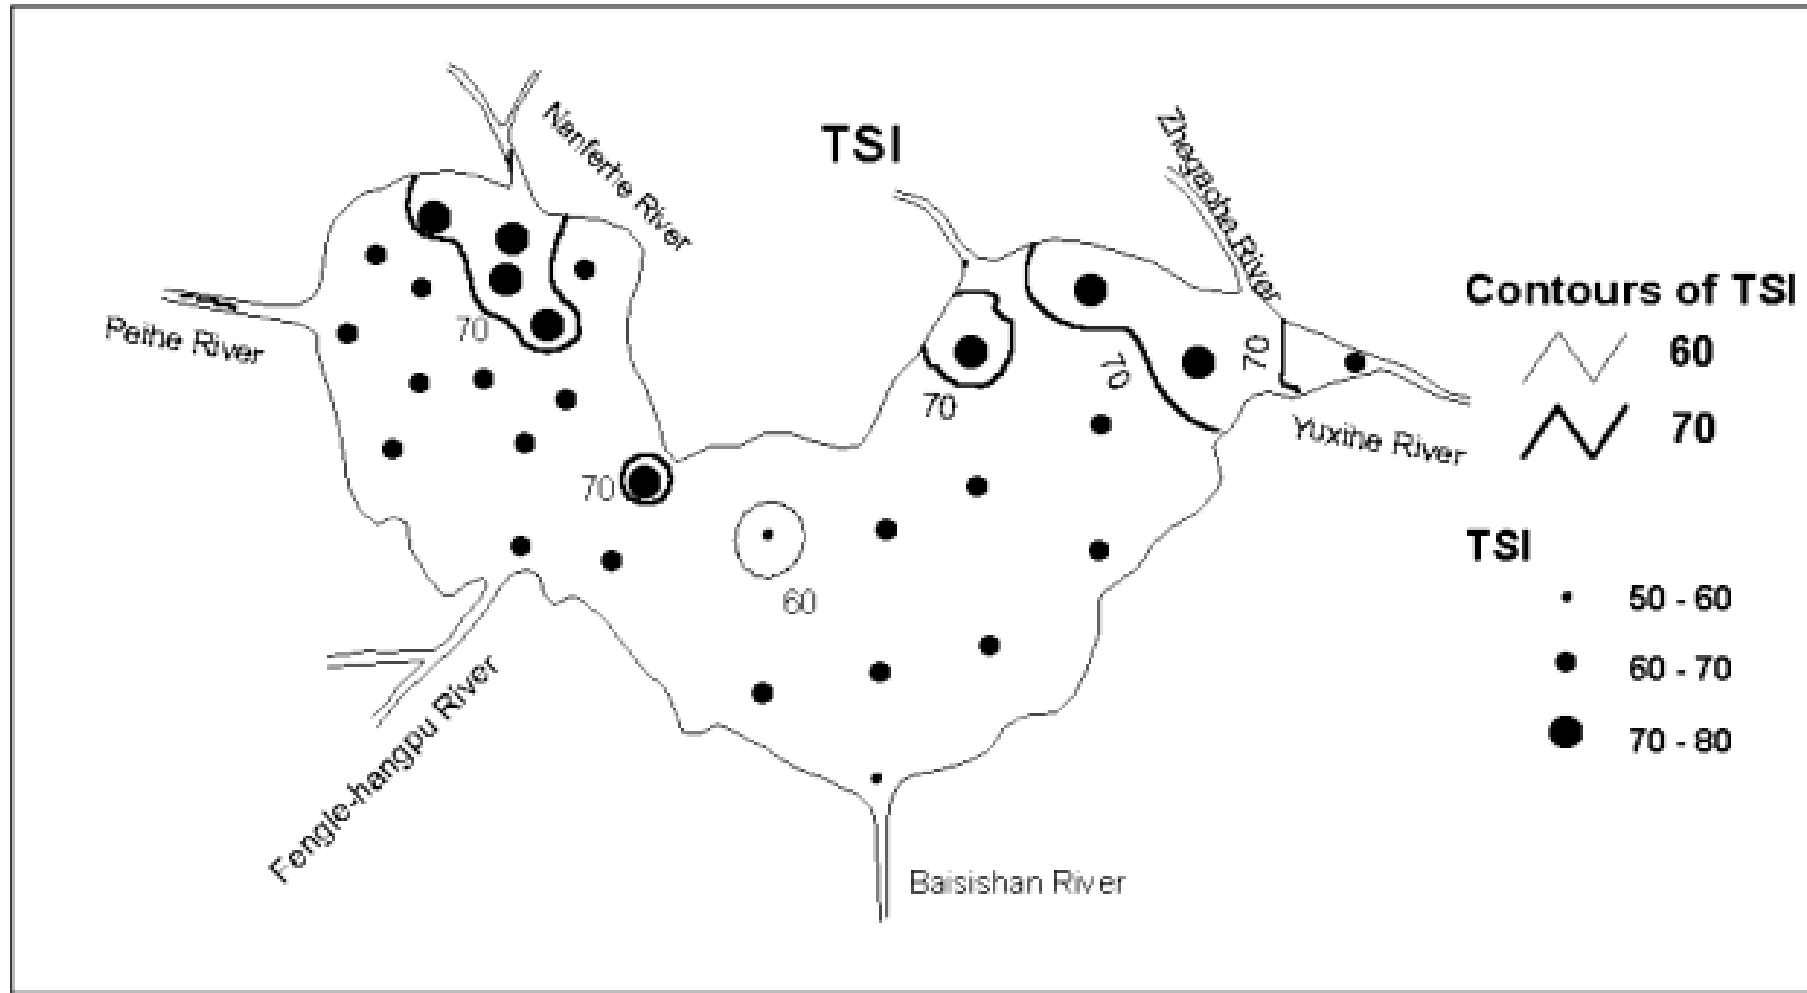 TSI
Nanferhe River
Zhegaohe River
Peihe River
70
70
70
70
70
60
Yuxihe River
Fengle-hangpu River
Baisishan River
Contours of TSI
60
70
TSI
50 - 60
60 - 70
70 - 80